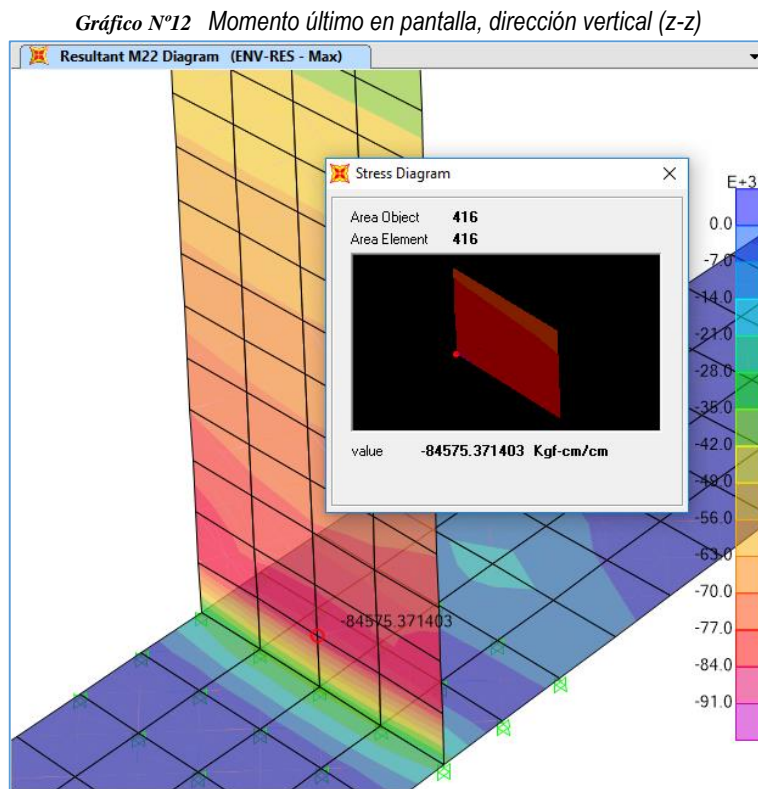 Gráfico Nº12 Momento último en pantalla, dirección vertical (z-z)
Resultant M22 Diagram (ENV-RES - Max)
Stress Diagram
Area Object 416
Area Element 416
value -84575.371403 Kgf-cm/cm
-84575.371403
E+3
0.0
-7.0
-14.0
-21.0
-28.0
-35.0
-42.0
-49.0
-56.0
-63.0
-70.0
-77.0
-84.0
-91.0